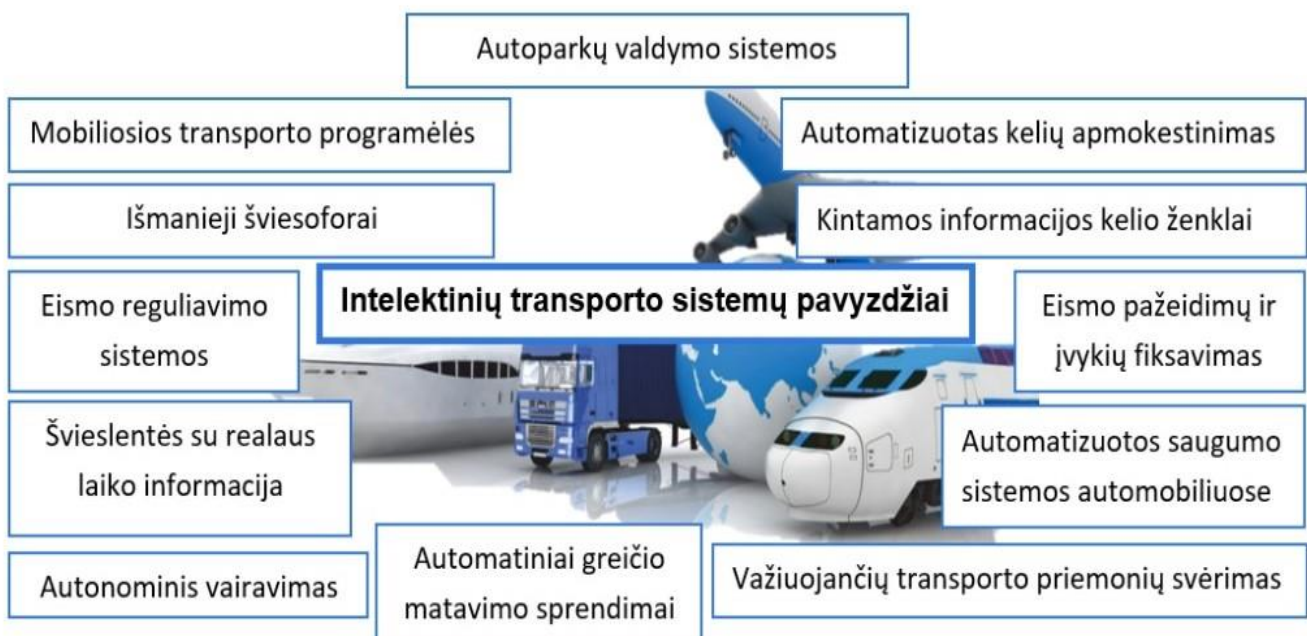 Autoparkų valdymo sistemos
Mobiliosios transporto programėlės
Automatizuotas kelių apmokestinimas
Išmanieji šviesoforai
Kintamos informacijos kelio ženklai
Intelektinių transporto sistemų pavyzdžiai
Eismo reguliavimo
sistemos
Eismo pažeidimų ir
įvykių fiksavimas
Švieslentės su realaus
laiko informacija
Automatizuotos saugumo
sistemos automobiliuose
Autonominis vairavimas
Automatiniai greičio
matavimo sprendimai
Važiuojančių transporto priemonių svėrimas